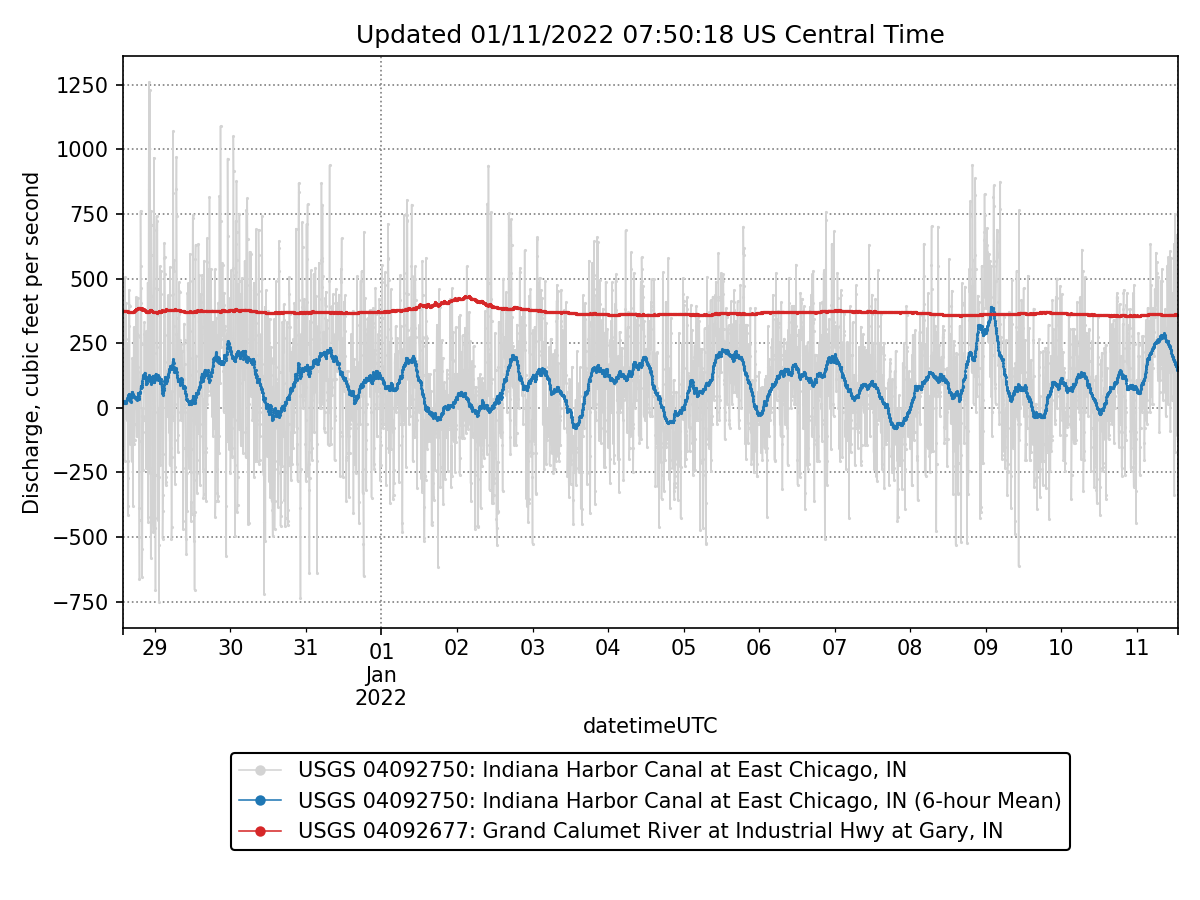 Updated 01/11/2022 07:50:18 US Central Time
Discharge, cubic feet per second
1250
1000
750
500
250
0
−250
−500
−750
29 30 31 01 02 03 04 05 06 07 08 09 10 11
Jan
2022
datetimeUTC
USGS 04092750: Indiana Harbor Canal at East Chicago, IN
USGS 04092750: Indiana Harbor Canal at East Chicago, IN (6-hour Mean)
USGS 04092677: Grand Calumet River at Industrial Hwy at Gary, IN